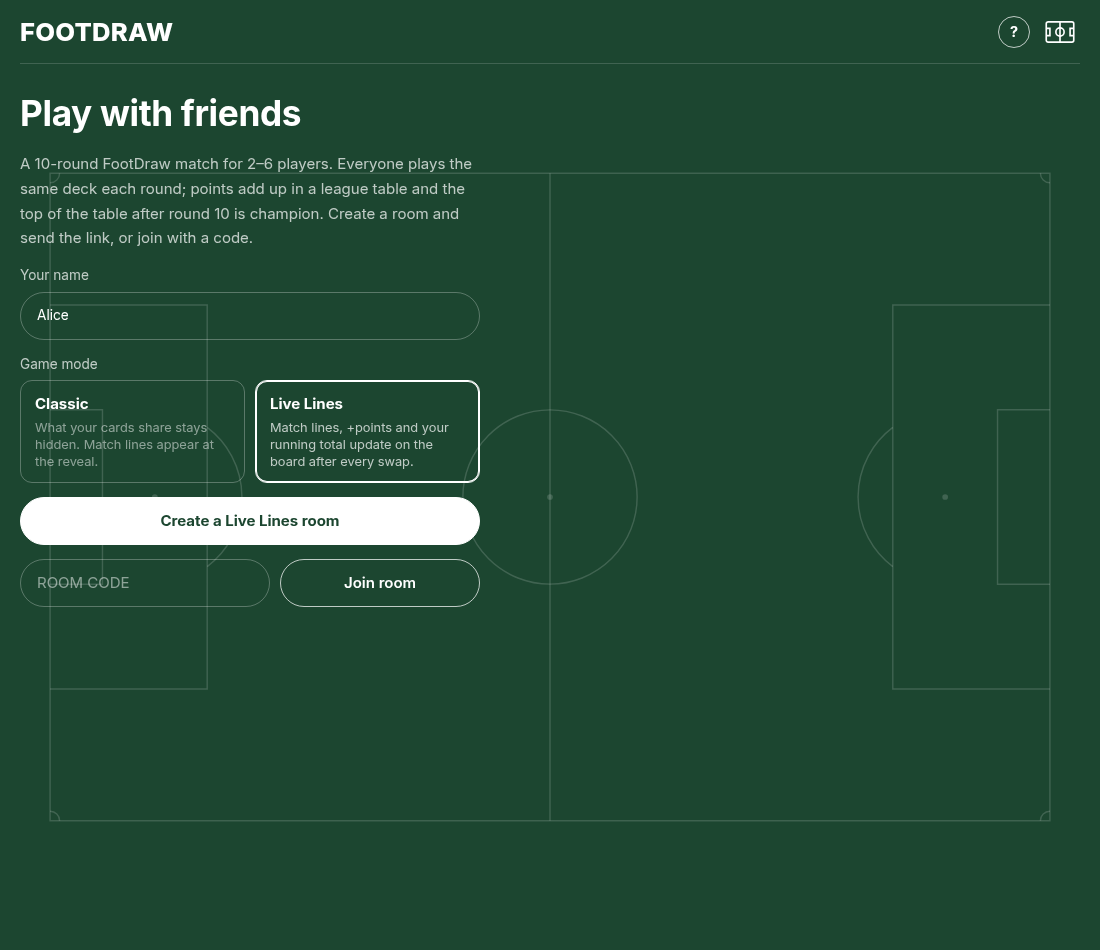 FOOTDRAW
?
Play with friends
A 10-round FootDraw match for 2–6 players. Everyone plays the
same deck each round; points add up in a league table and the
top of the table after round 10 is champion. Create a room and
send the link, or join with a code.
Your name
Alice
Game mode
Classic
What your cards share stays
hidden. Match lines appear at
the reveal.
Live Lines
Match lines, +points and your
running total update on the
board after every swap.
Create a Live Lines room
ROOM CODE
Join room